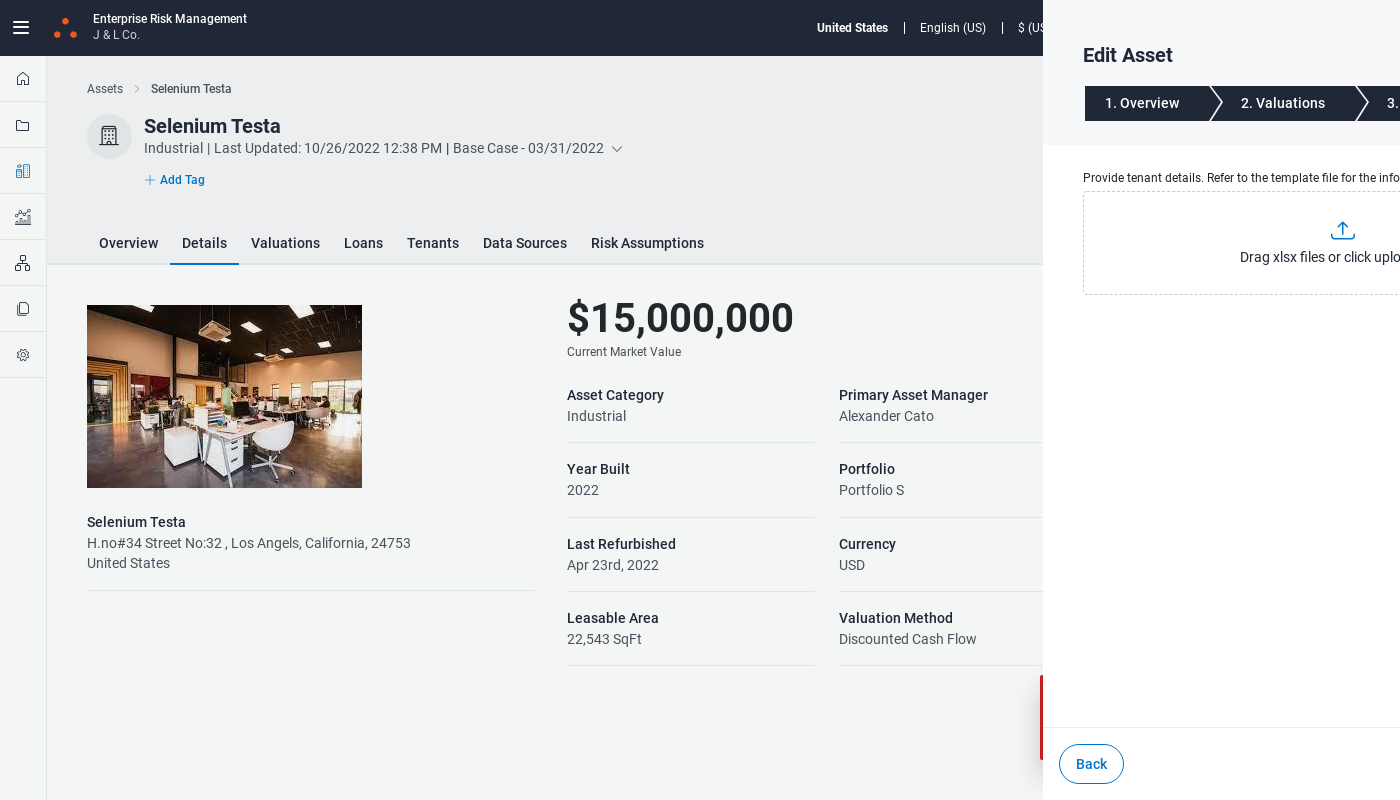 Enterprise Risk Management
J & L Co.
United States
English (US)
$ (US
Assets
Selenium Testa
Selenium Testa
Industrial | Last Updated: 10/26/2022 12:38 PM | Base Case - 03/31/2022
Add Tag
Overview
Details
Valuations
Loans
Tenants
Data Sources
Risk Assumptions
Selenium Testa
H.no#34 Street No:32 , Los Angels, California, 24753
United States
$15,000,000
Current Market Value
Asset Category
Industrial
Primary Asset Manager
Alexander Cato
Year Built
2022
Portfolio
Portfolio S
Last Refurbished
Apr 23rd, 2022
Currency
USD
Leasable Area
22,543 SqFt
Valuation Method
Discounted Cash Flow
Edit Asset
1. Overview
2. Valuations
3.
Provide tenant details. Refer to the template file for the info
Drag xlsx files or click uplo
Back